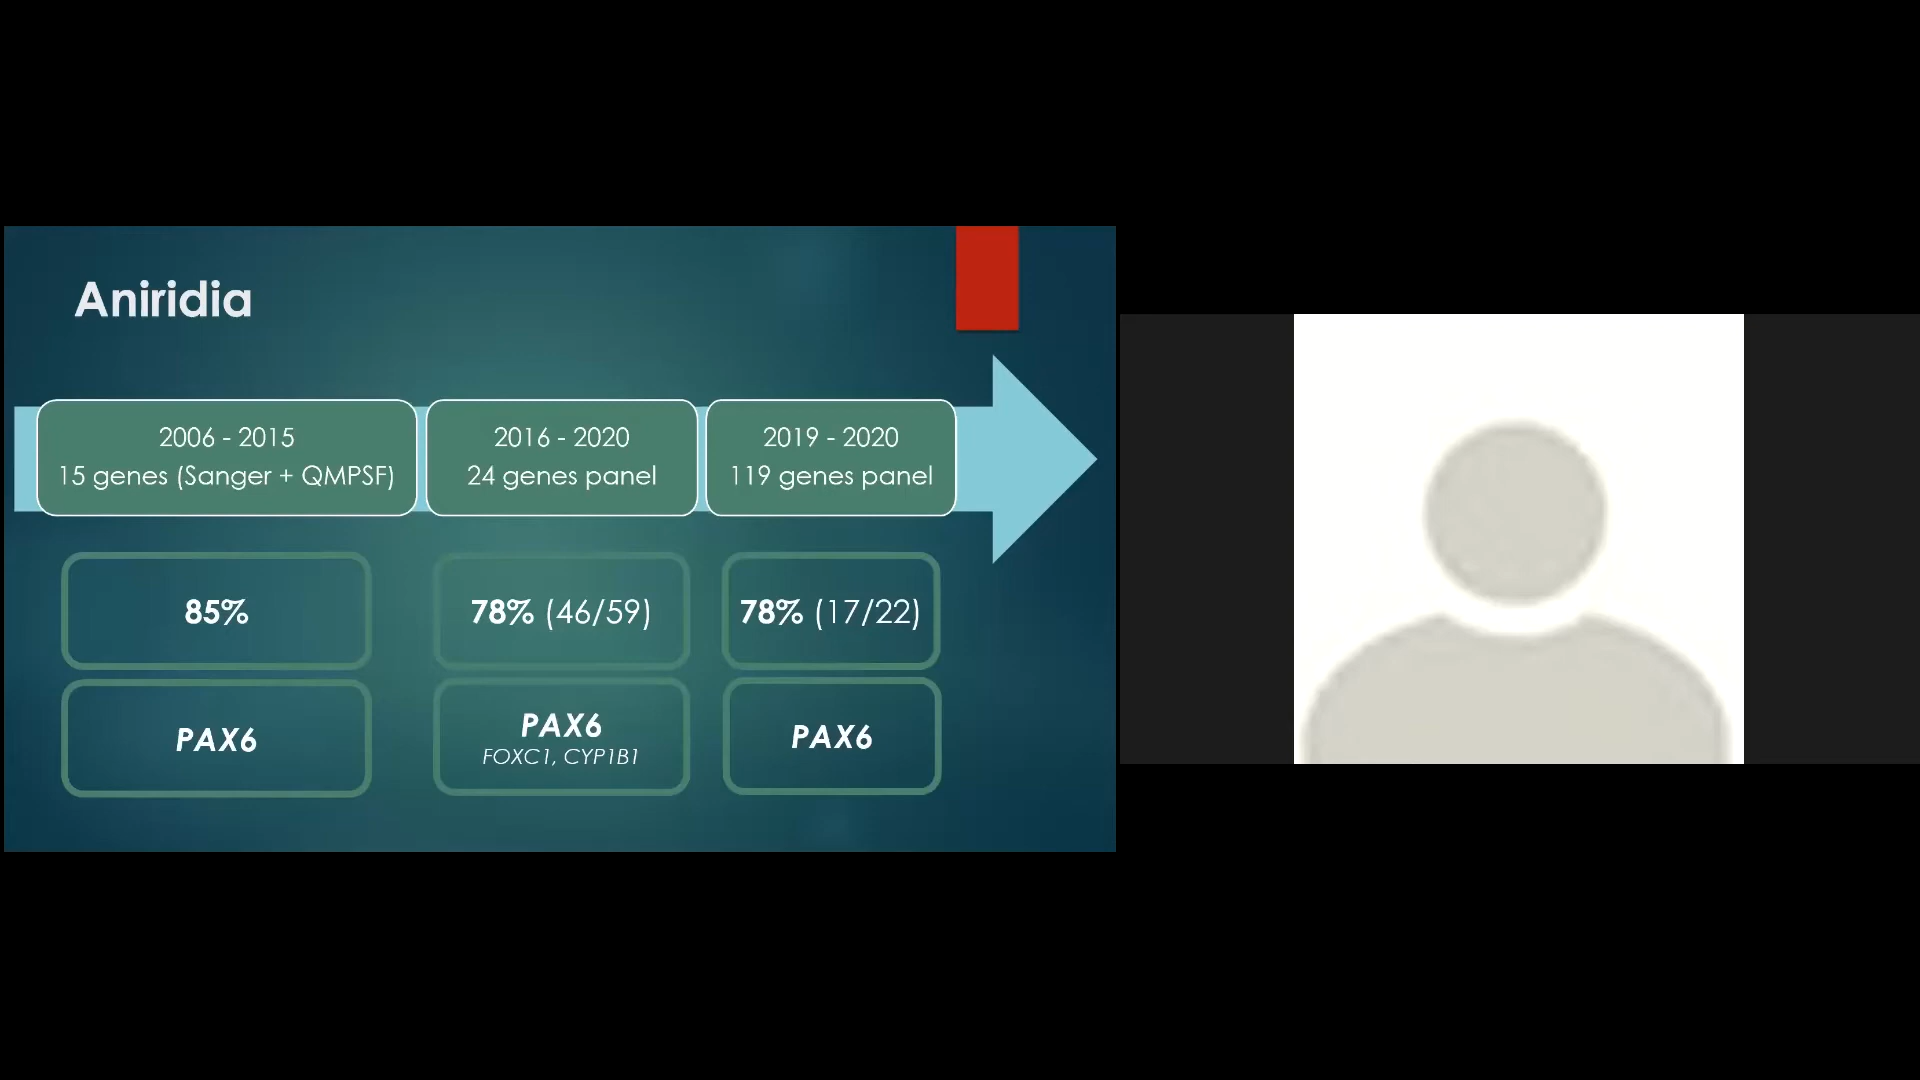 Aniridia
2006 - 2015
15 genes (Sanger + QMPSF)
2016 - 2020
24 genes panel
2019 - 2020
119 genes panel
85%
78% (46/59)
78% (17/22)
PAX6
PAX6
FOXC1, CYP1B1
PAX6